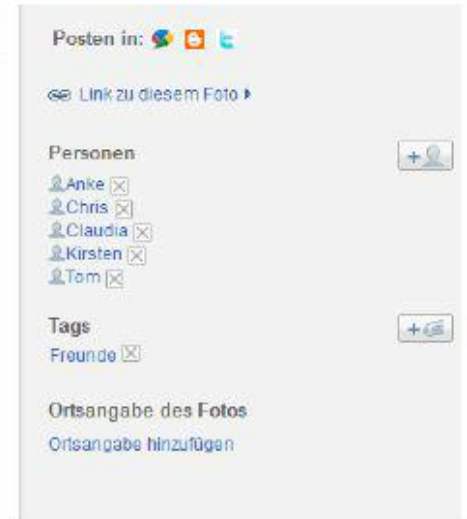 Posten in:
Link zu diesem Foto
Personen
Anke
Chris
Claudia
Kirsten
Tom
Tags
Freunde
Ortsangabe des Fotos
Ortsangabe hinzufügen